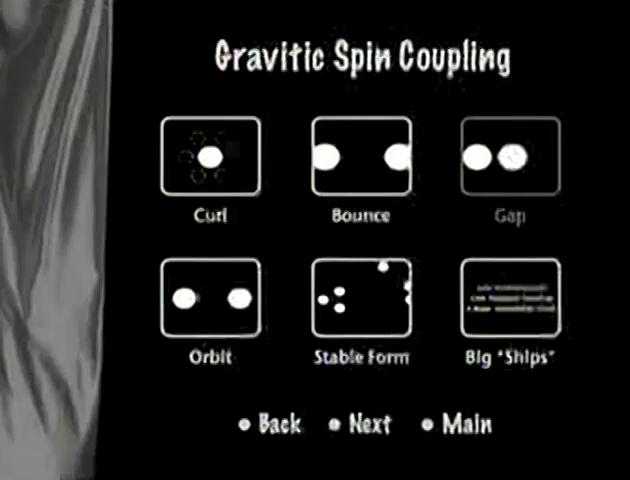 Gravitic Spin Coupling
Curl Bounce Gap
Orbit Stable Form Big "Ships"
Back Next Main